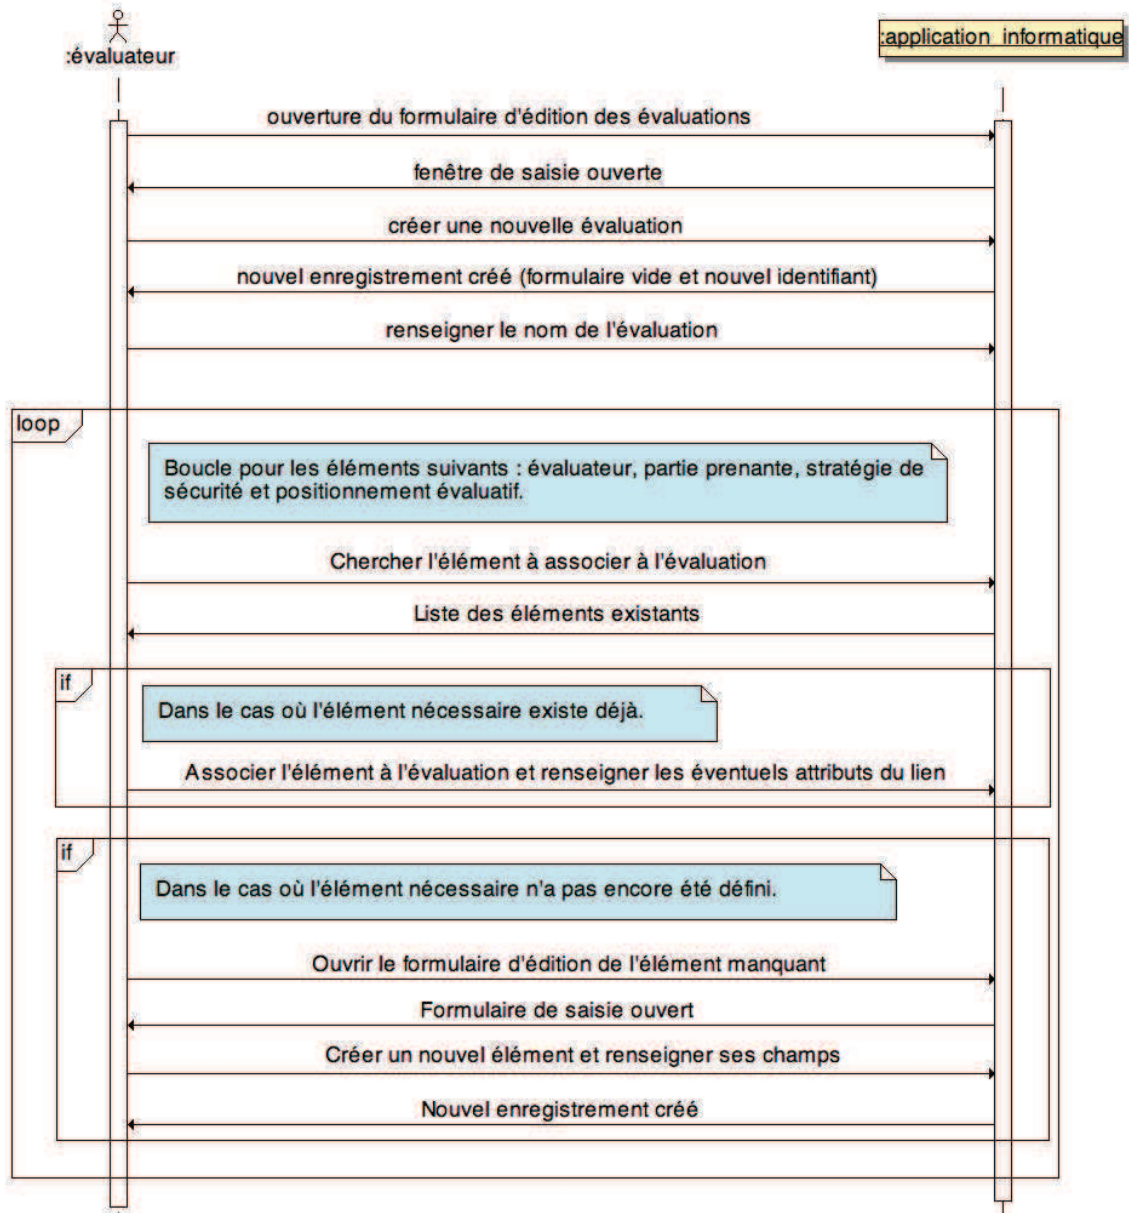 :évaluateur
:application informatique
ouverture du formulaire d'édition des évaluations
fenêtre de saisie ouverte
créer une nouvelle évaluation
nouvel enregistrement créé (formulaire vide et nouvel identifiant)
renseigner le nom de l'évaluation
loop
Boucle pour les éléments suivants : évaluateur, partie prenante, stratégie de
sécurité et positionnement évaluatif.
Chercher l'élément à associer à l'évaluation
Liste des éléments existants
if
Dans le cas où l'élément nécessaire existe déjà.
Associer l'élément à l'évaluation et renseigner les éventuels attributs du lien
if
Dans le cas où l'élément nécessaire n'a pas encore été défini.
Ouvrir le formulaire d'édition de l'élément manquant
Formulaire de saisie ouvert
Créer un nouvel élément et renseigner ses champs
Nouvel enregistrement créé